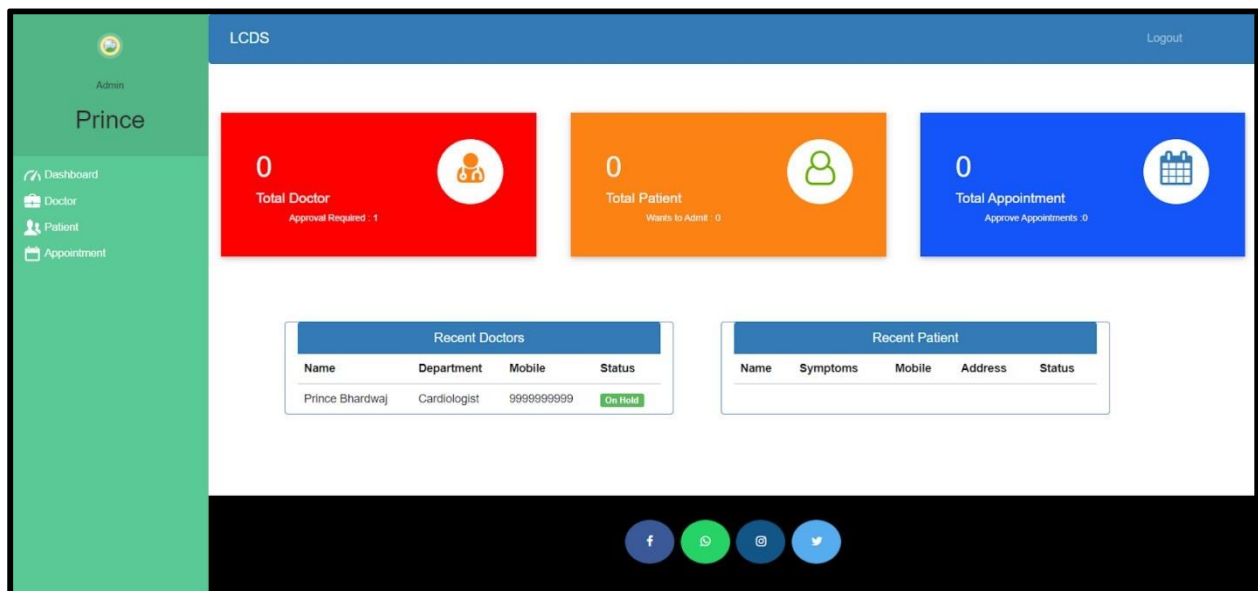 LCDS
Logout
Admin
Prince
Dashboard
Doctor
Patient
Appointment
0
Total Doctor
Approval Required : 1
0
Total Patient
Wants to Admit : 0
0
Total Appointment
Approve Appointments :0
Recent Doctors
Name Department Mobile Status
Prince Bhardwaj Cardiologist 9999999999 On Hold
Recent Patient
Name Symptoms Mobile Address Status